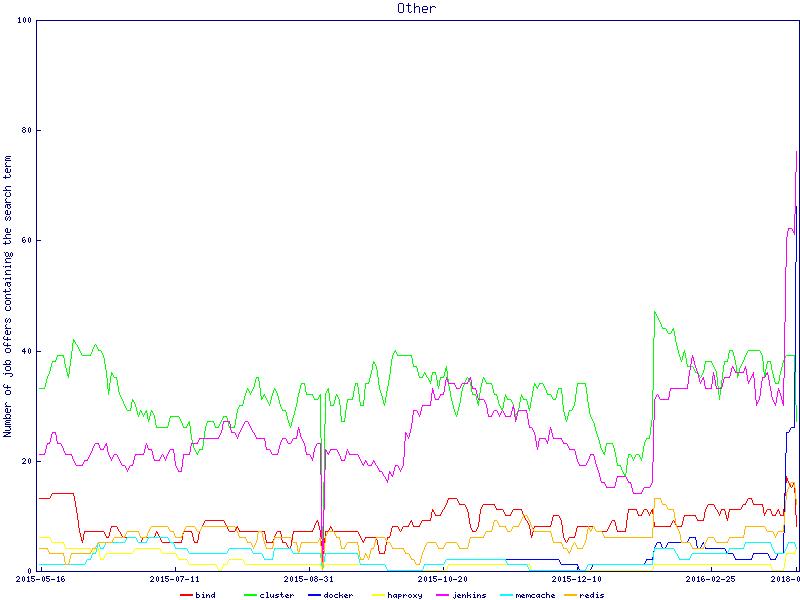 Other
Number of job offers containing the search term
100
80
60
40
20
0
2015-05-16 2015-07-11 2015-08-31 2015-10-20 2015-12-10 2016-02-25 2018-0
bind cluster docker haproxy jenkins memcache redis